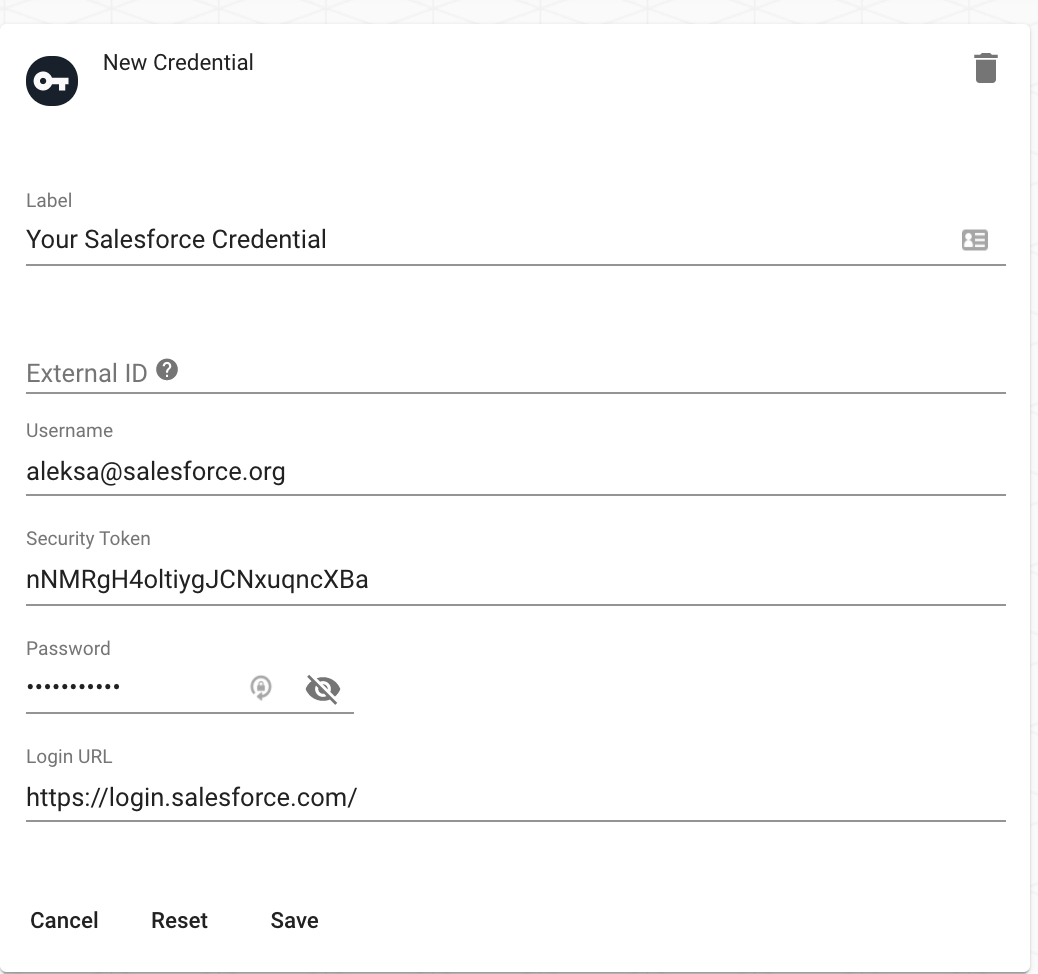 New Credential
Label
Your Salesforce Credential
External ID ?
Username
aleksa@salesforce.org
Security Token
nNMRgH4oltiygJCNxuqncXBa
Password
•••••••••••
Login URL
https://login.salesforce.com/
Cancel Reset Save